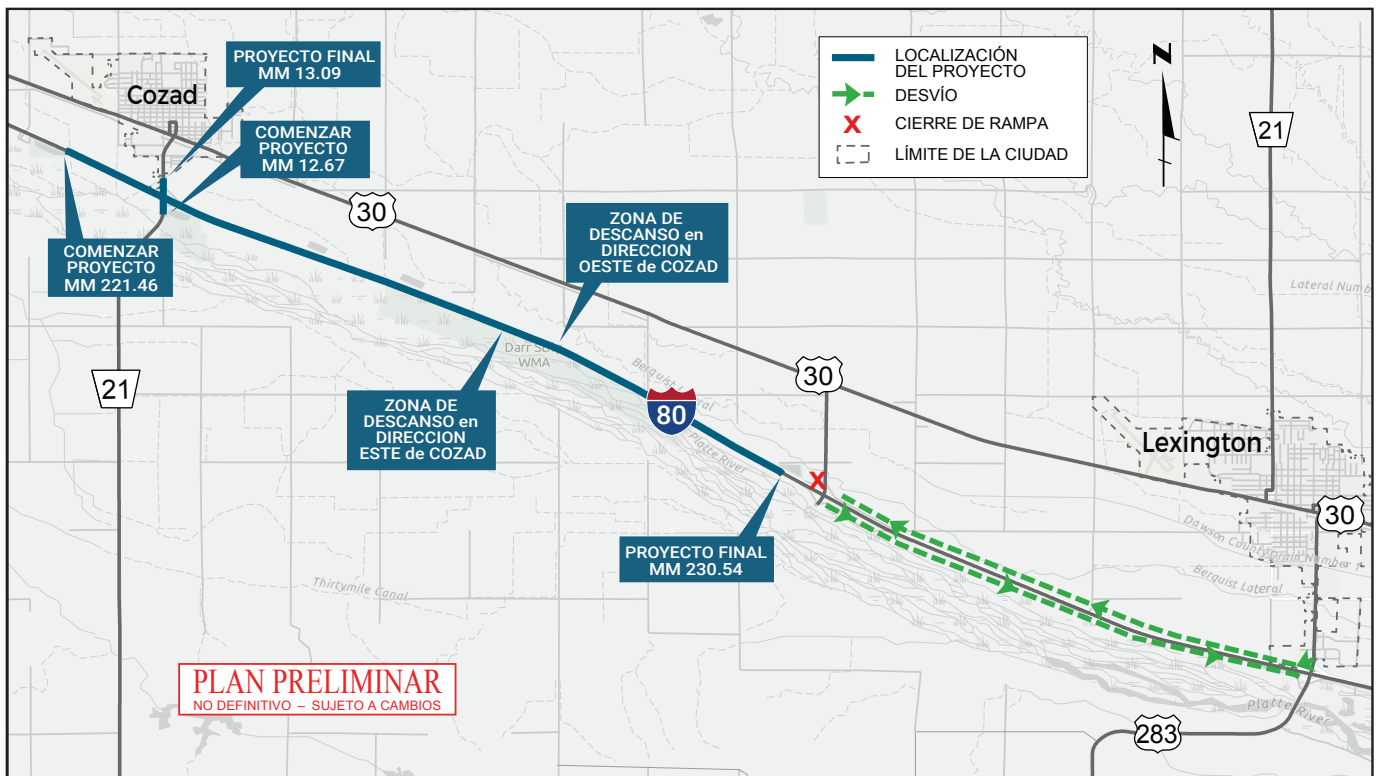 PROYECTO FINAL
MM 13.09
Cozad
COMENZAR
PROYECTO
MM 12.67
COMENZAR
PROYECTO
MM 221.46
30
21
ZONA DE
DESCANSO en
DIRECCION
OESTE de COZAD
LOCALIZACIÓN
DEL PROYECTO
DESVÍO
X
CIERRE DE RAMPA
LÍMITE DE LA CIUDAD
N
21
Lateral Numb
Darr Strip
WMA
Berquist Lateral
80
30
ZONA DE
DESCANSO en
DIRECCION
ESTE de COZAD
Platte River
Lexington
X
30
PROYECTO FINAL
MM 230.54
Dawson County Drain Number
Berquist Lateral
Thirtymile Canal
PLAN PRELIMINAR
NO DEFINITIVO – SUJETO A CAMBIOS
Platte River
283